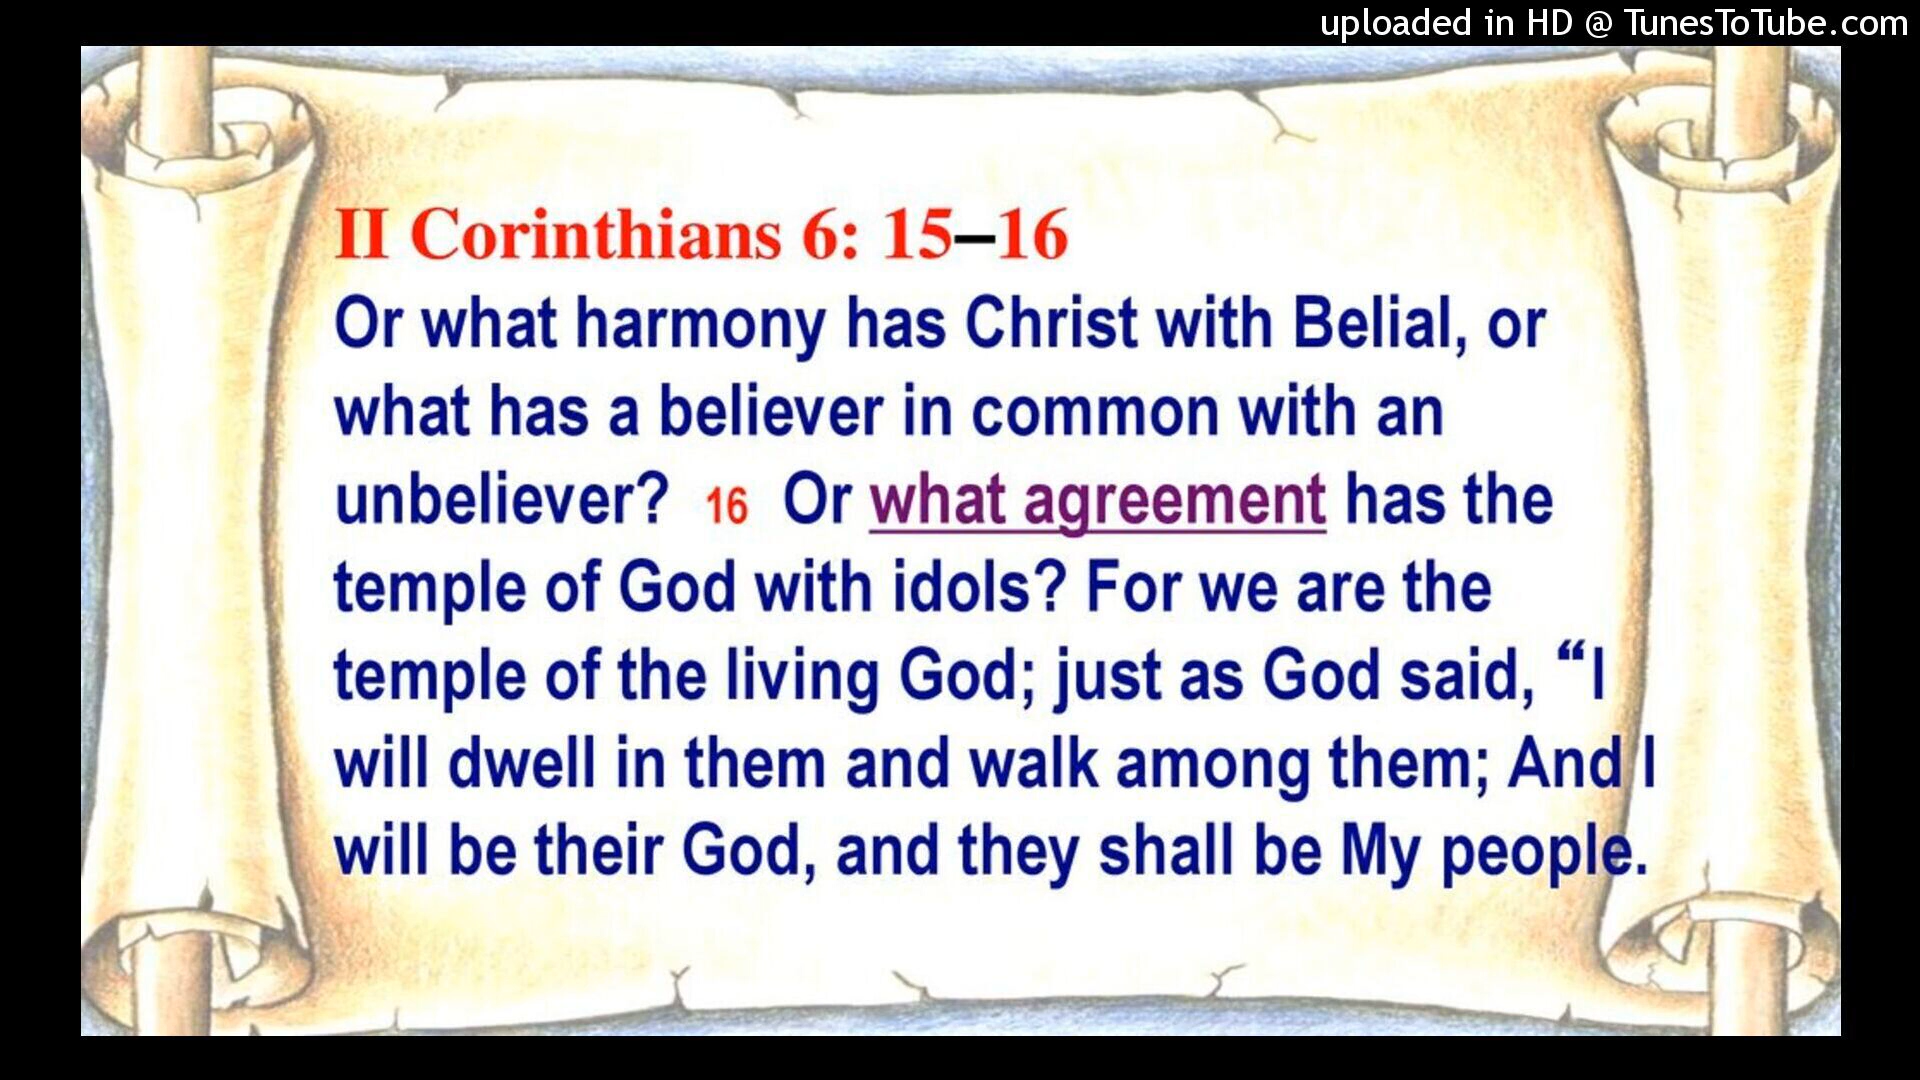 uploaded in HD @ TunesToTube.com
II Corinthians 6: 15–16
Or what harmony has Christ with Belial, or
what has a believer in common with an
unbeliever? 16 Or what agreement has the
temple of God with idols? For we are the
temple of the living God; just as God said, “I
will dwell in them and walk among them; And I
will be their God, and they shall be My people.